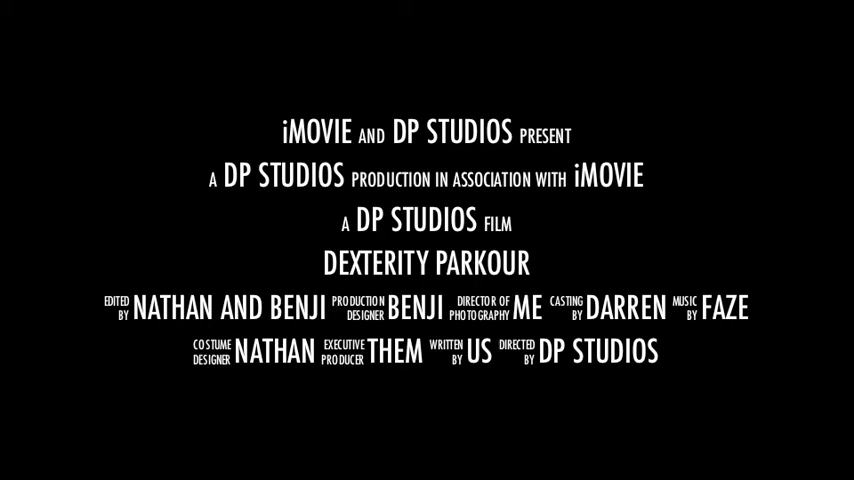 iMOVIE AND DP STUDIOS PRESENT
A DP STUDIOS PRODUCTION IN ASSOCIATION WITH iMOVIE
A DP STUDIOS FILM
DEXTERITY PARKOUR
EDITED BY NATHAN AND BENJI PRODUCTION DESIGNER BENJI DIRECTOR OF PHOTOGRAPHY ME CASTING BY DARREN MUSIC BY FAZE
COSTUME DESIGNER NATHAN EXECUTIVE PRODUCER THEM WRITTEN BY US DIRECTED BY DP STUDIOS